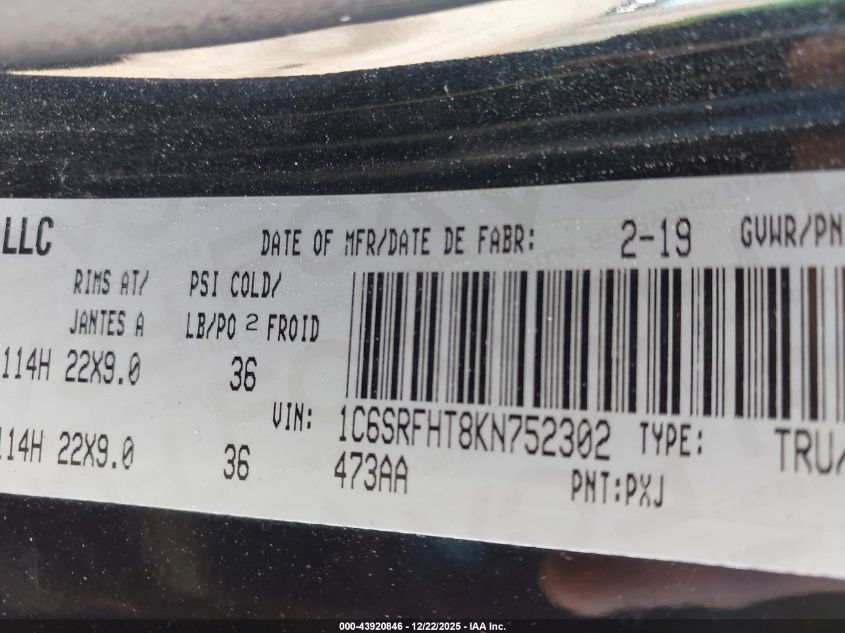 LLC DATE OF MFR/DATE DE FABR: 2-19 GVWR/PN
RIMS AT/ PSI COLD/
JANTES A LB/PO 2 FROID
114H 22X9.0 36
VIN: 1C6SRFHT8KN752302 TYPE: TRU/
114H 22X9.0 36 473AA PNT:PXJ
000-43920846 - 12/22/2025 - IAA Inc.